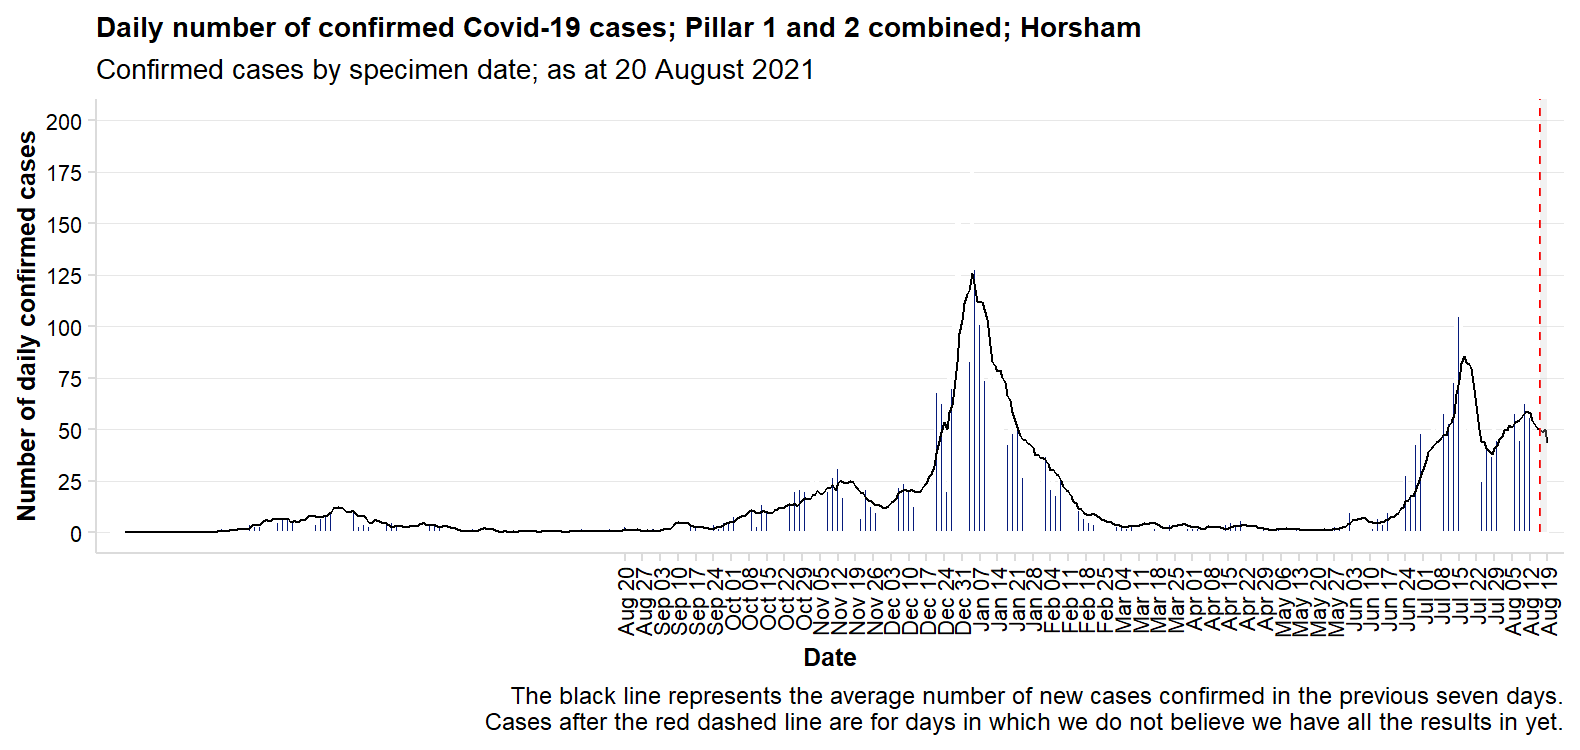 Daily number of confirmed Covid-19 cases; Pillar 1 and 2 combined; Horsham
Confirmed cases by specimen date; as at 20 August 2021
Number of daily confirmed cases
200
175
150
125
100
75
50
25
0
Aug 20
Aug 27
Sep 03
Sep 10
Sep 17
Sep 24
Oct 01
Oct 08
Oct 15
Oct 22
Oct 29
Nov 05
Nov 12
Nov 19
Nov 26
Dec 03
Dec 10
Dec 17
Dec 24
Dec 31
Jan 07
Jan 14
Jan 21
Jan 28
Feb 04
Feb 11
Feb 18
Feb 25
Mar 04
Mar 11
Mar 18
Mar 25
Apr 01
Apr 08
Apr 15
Apr 22
Apr 29
May 06
May 13
May 20
May 27
Jun 03
Jun 10
Jun 17
Jun 24
Jul 01
Jul 08
Jul 15
Jul 22
Jul 29
Aug 05
Aug 12
Aug 19
Date
The black line represents the average number of new cases confirmed in the previous seven days.
Cases after the red dashed line are for days in which we do not believe we have all the results in yet.